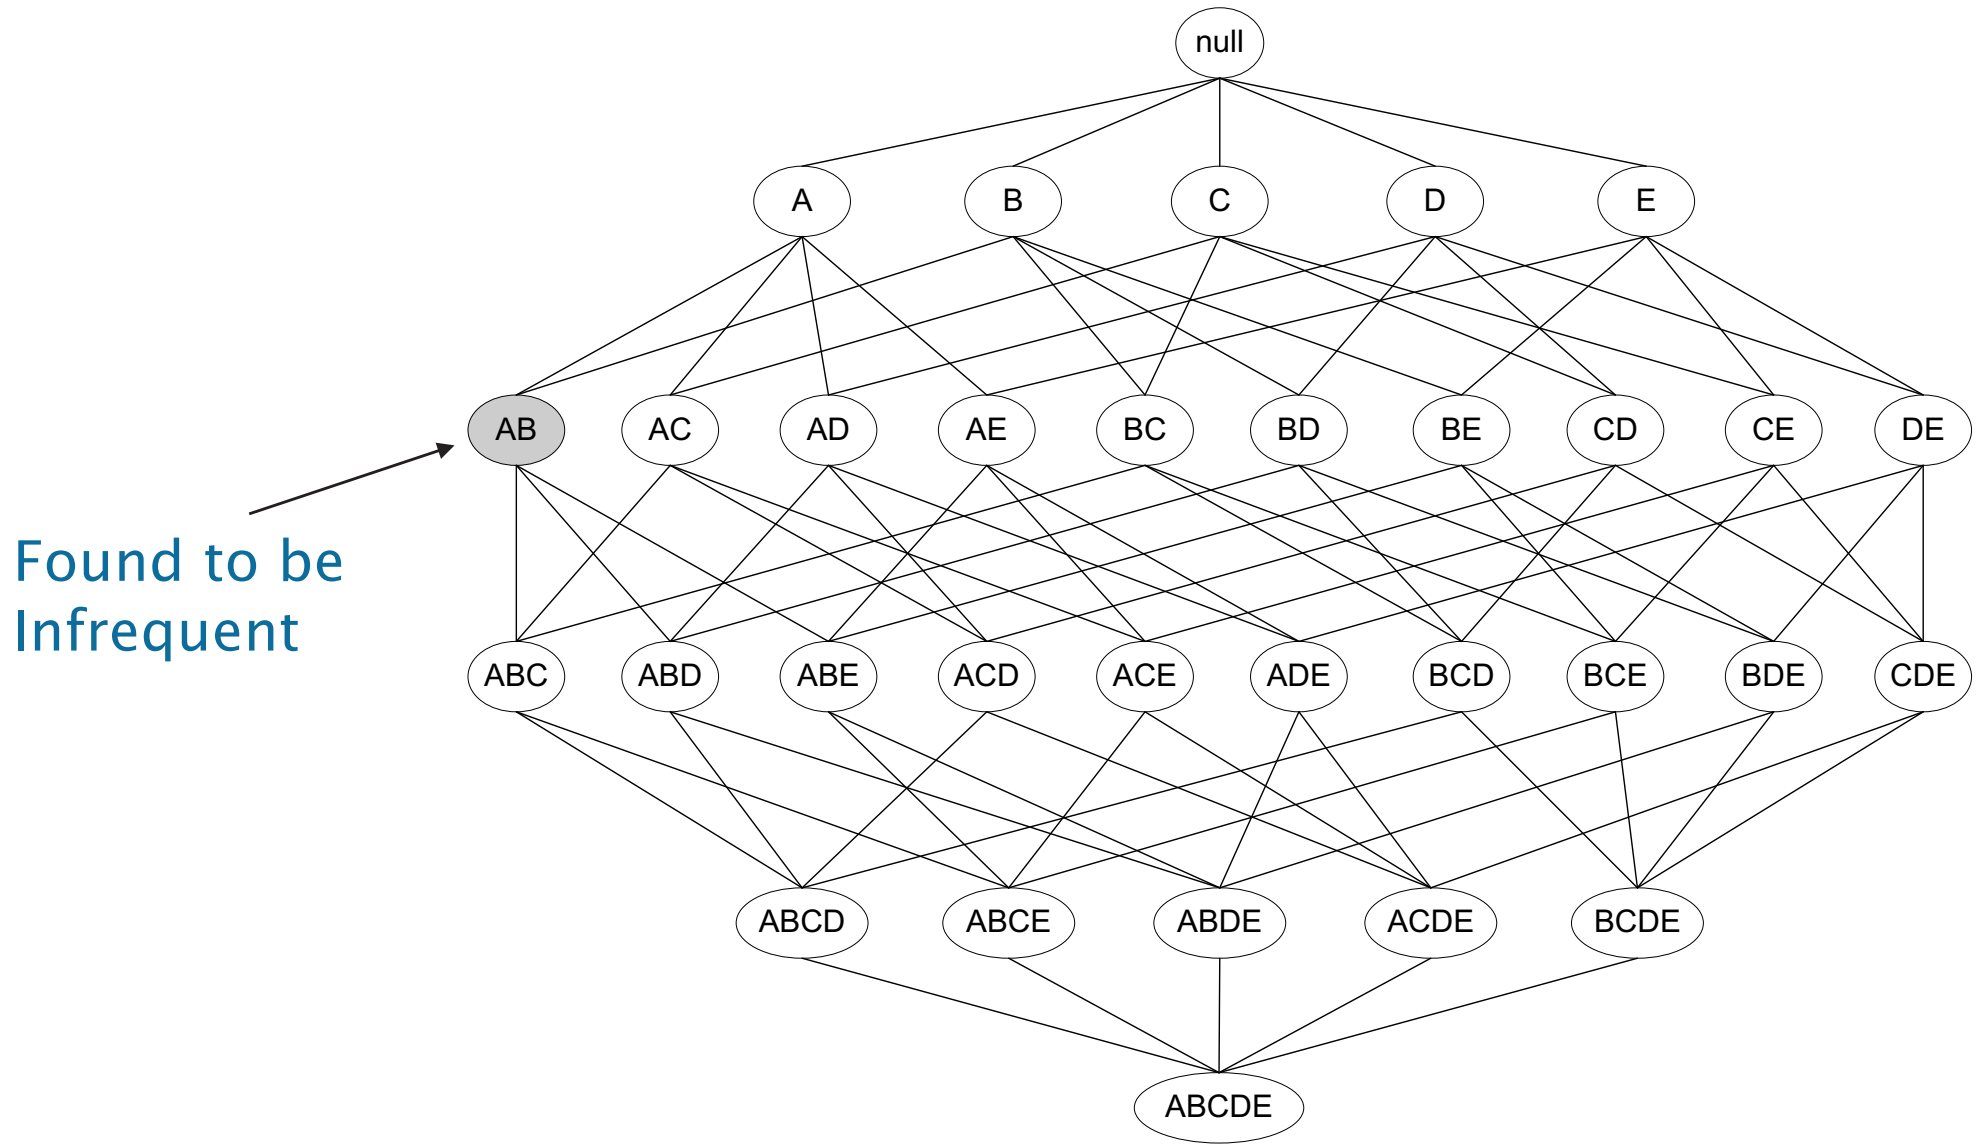 null
A B C D E
AB AC AD AE BC BD BE CD CE DE
Found to be
Infrequent
ABC ABD ABE ACD ACE ADE BCD BCE BDE CDE
ABCD ABCE ABDE ACDE BCDE
ABCDE